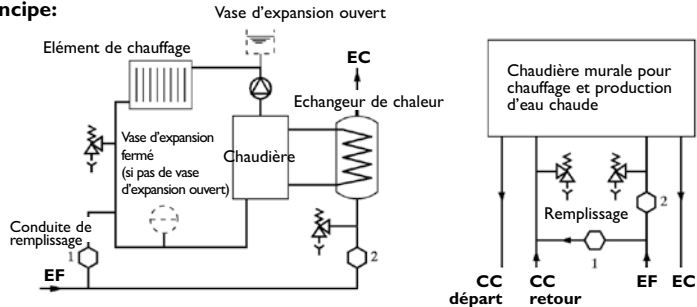 ncipe:
Vase d'expansion ouvert
Elément de chauffage
EC
Echangeur de chaleur
Vase d'expansion
fermé
(si pas de vase
d'expansion ouvert)
Chaudière
Conduite de
remplissage
1
2
EF
Chaudière murale pour
chauffage et production
d'eau chaude
2
Remplissage
1
CC
départ
CC
retour
EF
EC